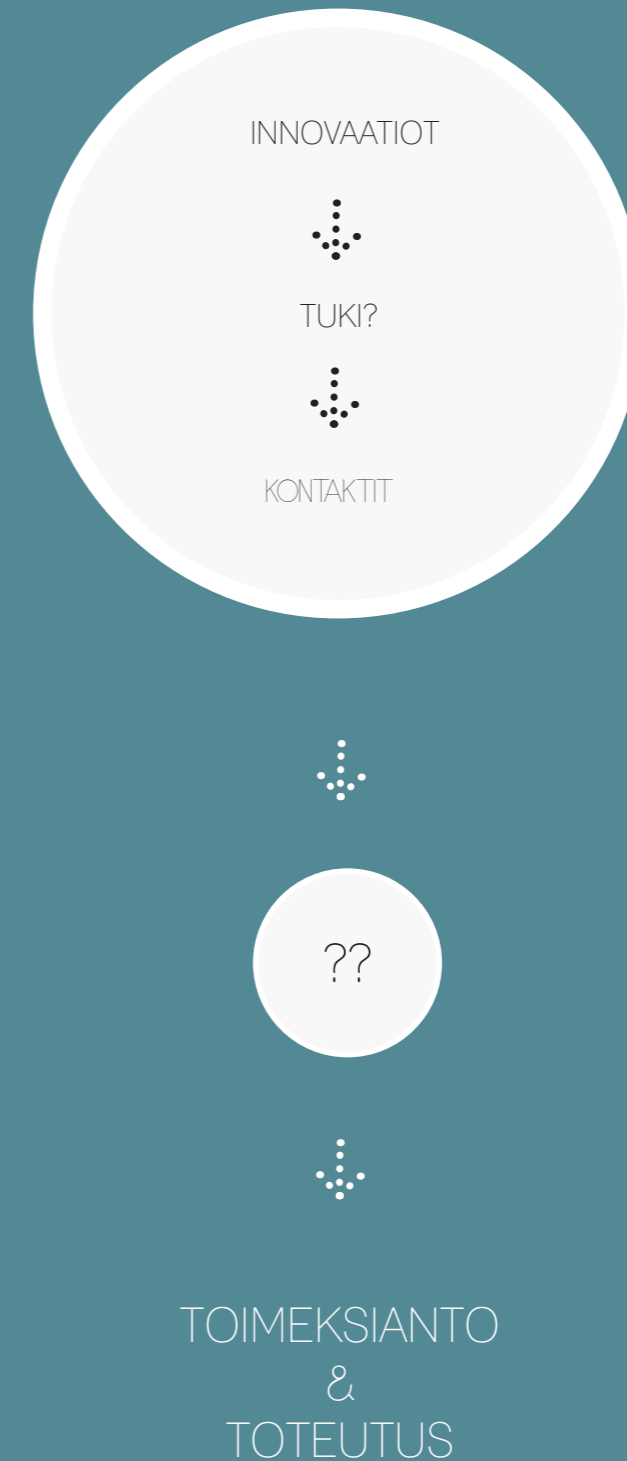 INNOVAATIOT
TUKI?
KONTAKTIT
??
TOIMEKSIANTO
&
TOTEUTUS